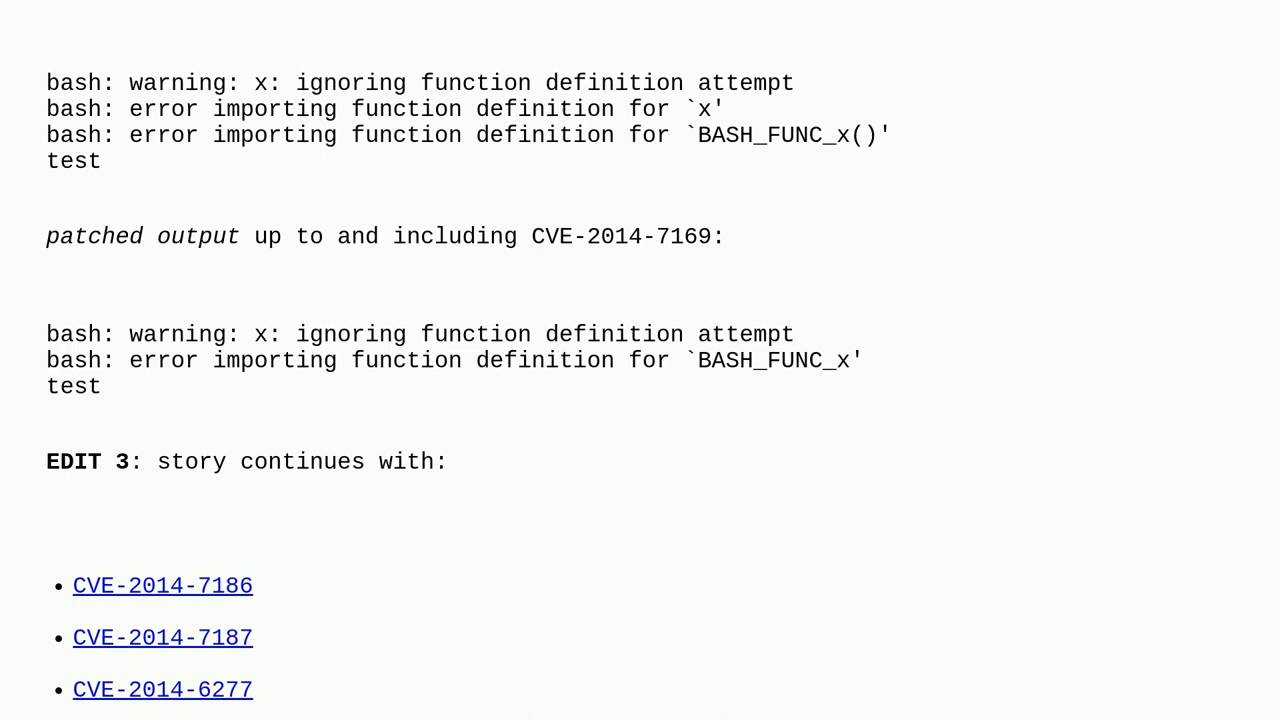 bash: warning: x: ignoring function definition attempt
bash: error importing function definition for `x'
bash: error importing function definition for `BASH_FUNC_x()'
test
patched output up to and including CVE-2014-7169:
bash: warning: x: ignoring function definition attempt
bash: error importing function definition for `BASH_FUNC_x'
test
EDIT 3: story continues with:
• CVE-2014-7186
• CVE-2014-7187
• CVE-2014-6277